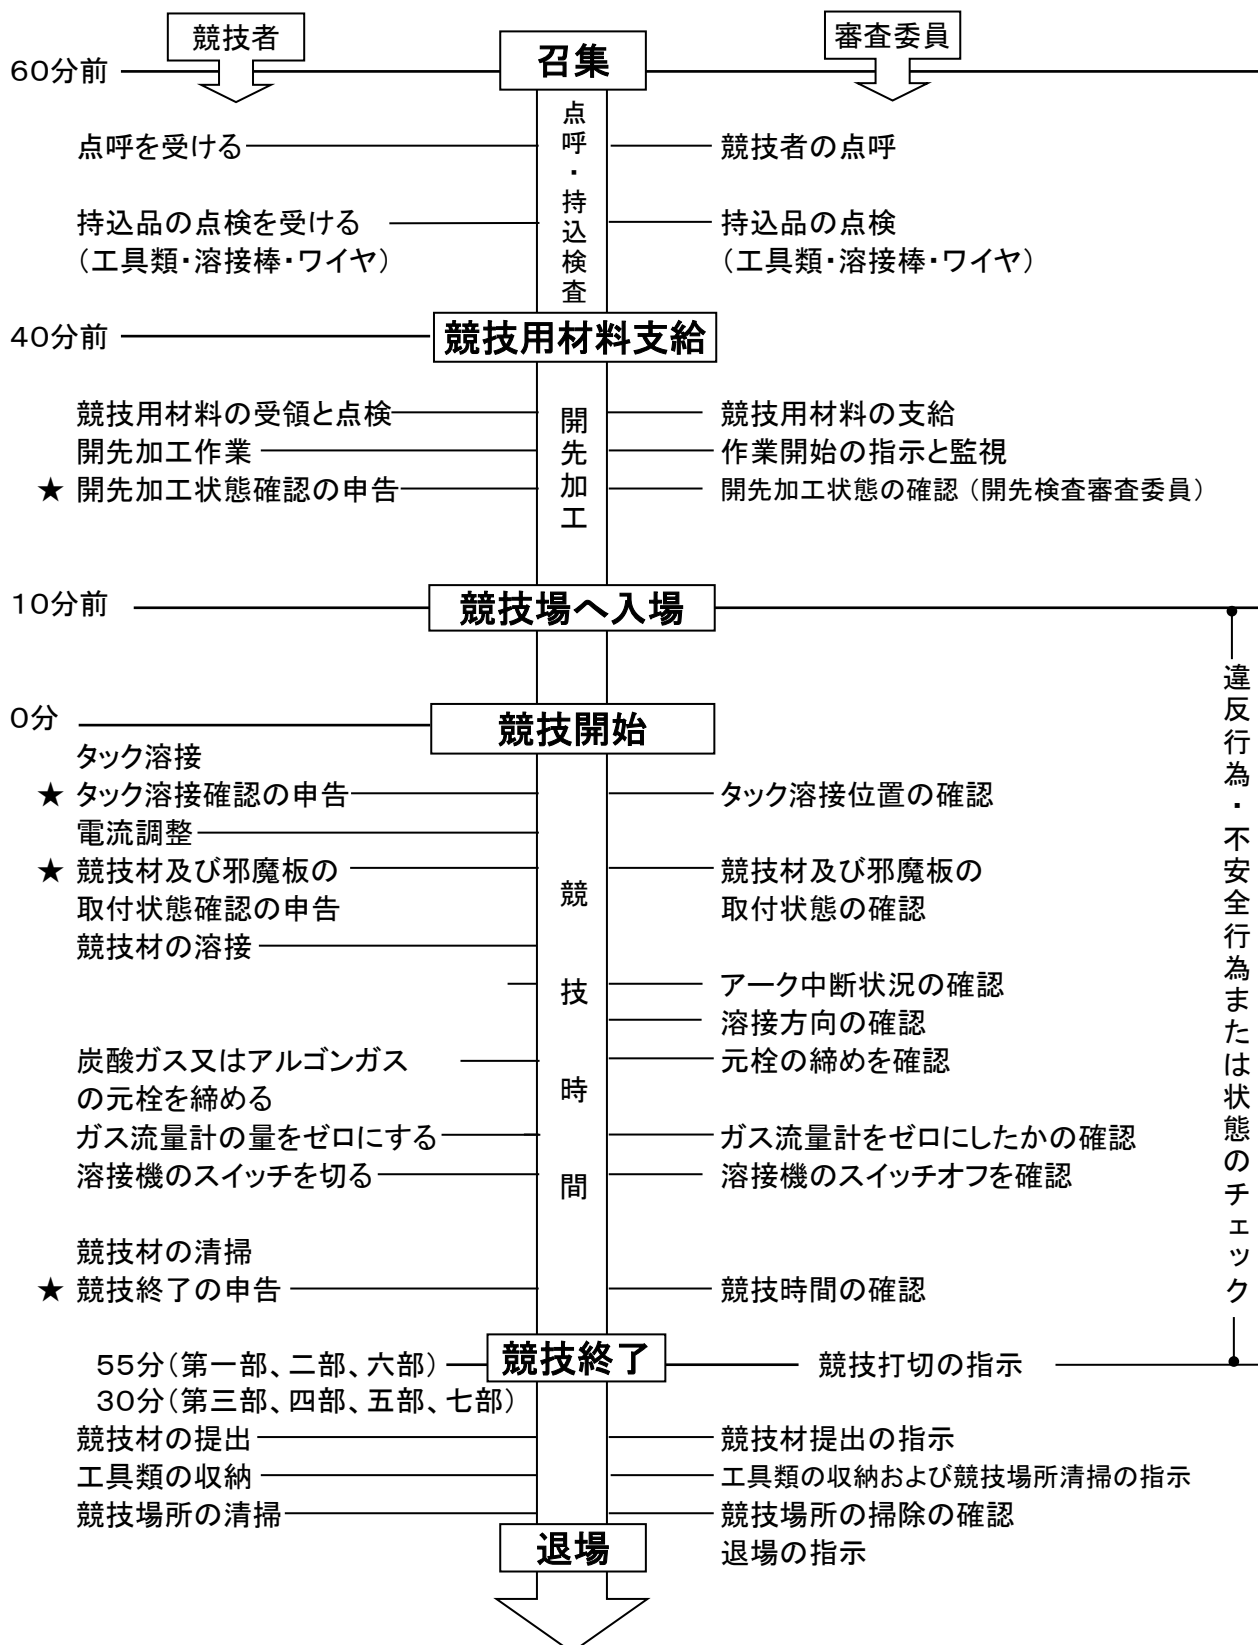 競技者
審査委員
60分前
召集
点呼・持込検査
点呼を受ける
競技者の点呼
持込品の点検を受ける
(工具類・溶接棒・ワイヤ)
持込品の点検
(工具類・溶接棒・ワイヤ)
40分前
競技用材料支給
開先加工
競技用材料の受領と点検
競技用材料の支給
開先加工作業
作業開始の指示と監視
★ 開先加工状態確認の申告
開先加工状態の確認(開先検査審査委員)
10分前
競技場へ入場
違反行為・不安全行為または状態のチェック
0分
競技開始
競技時間
タック溶接
★ タック溶接確認の申告
タック溶接位置の確認
電流調整
★ 競技材及び邪魔板の
取付状態確認の申告
競技材及び邪魔板の
取付状態の確認
競技材の溶接
アーク中断状況の確認
溶接方向の確認
炭酸ガス又はアルゴンガス
の元栓を締める
元栓の締めを確認
ガス流量計の量をゼロにする
ガス流量計をゼロにしたかの確認
溶接機のスイッチを切る
溶接機のスイッチオフを確認
競技材の清掃
★ 競技終了の申告
競技時間の確認
55分(第一部、二部、六部)
競技終了
競技打切の指示
30分(第三部、四部、五部、七部)
競技材の提出
競技材提出の指示
工具類の収納
工具類の収納および競技場所清掃の指示
競技場所の清掃
競技場所の掃除の確認
退場
退場の指示